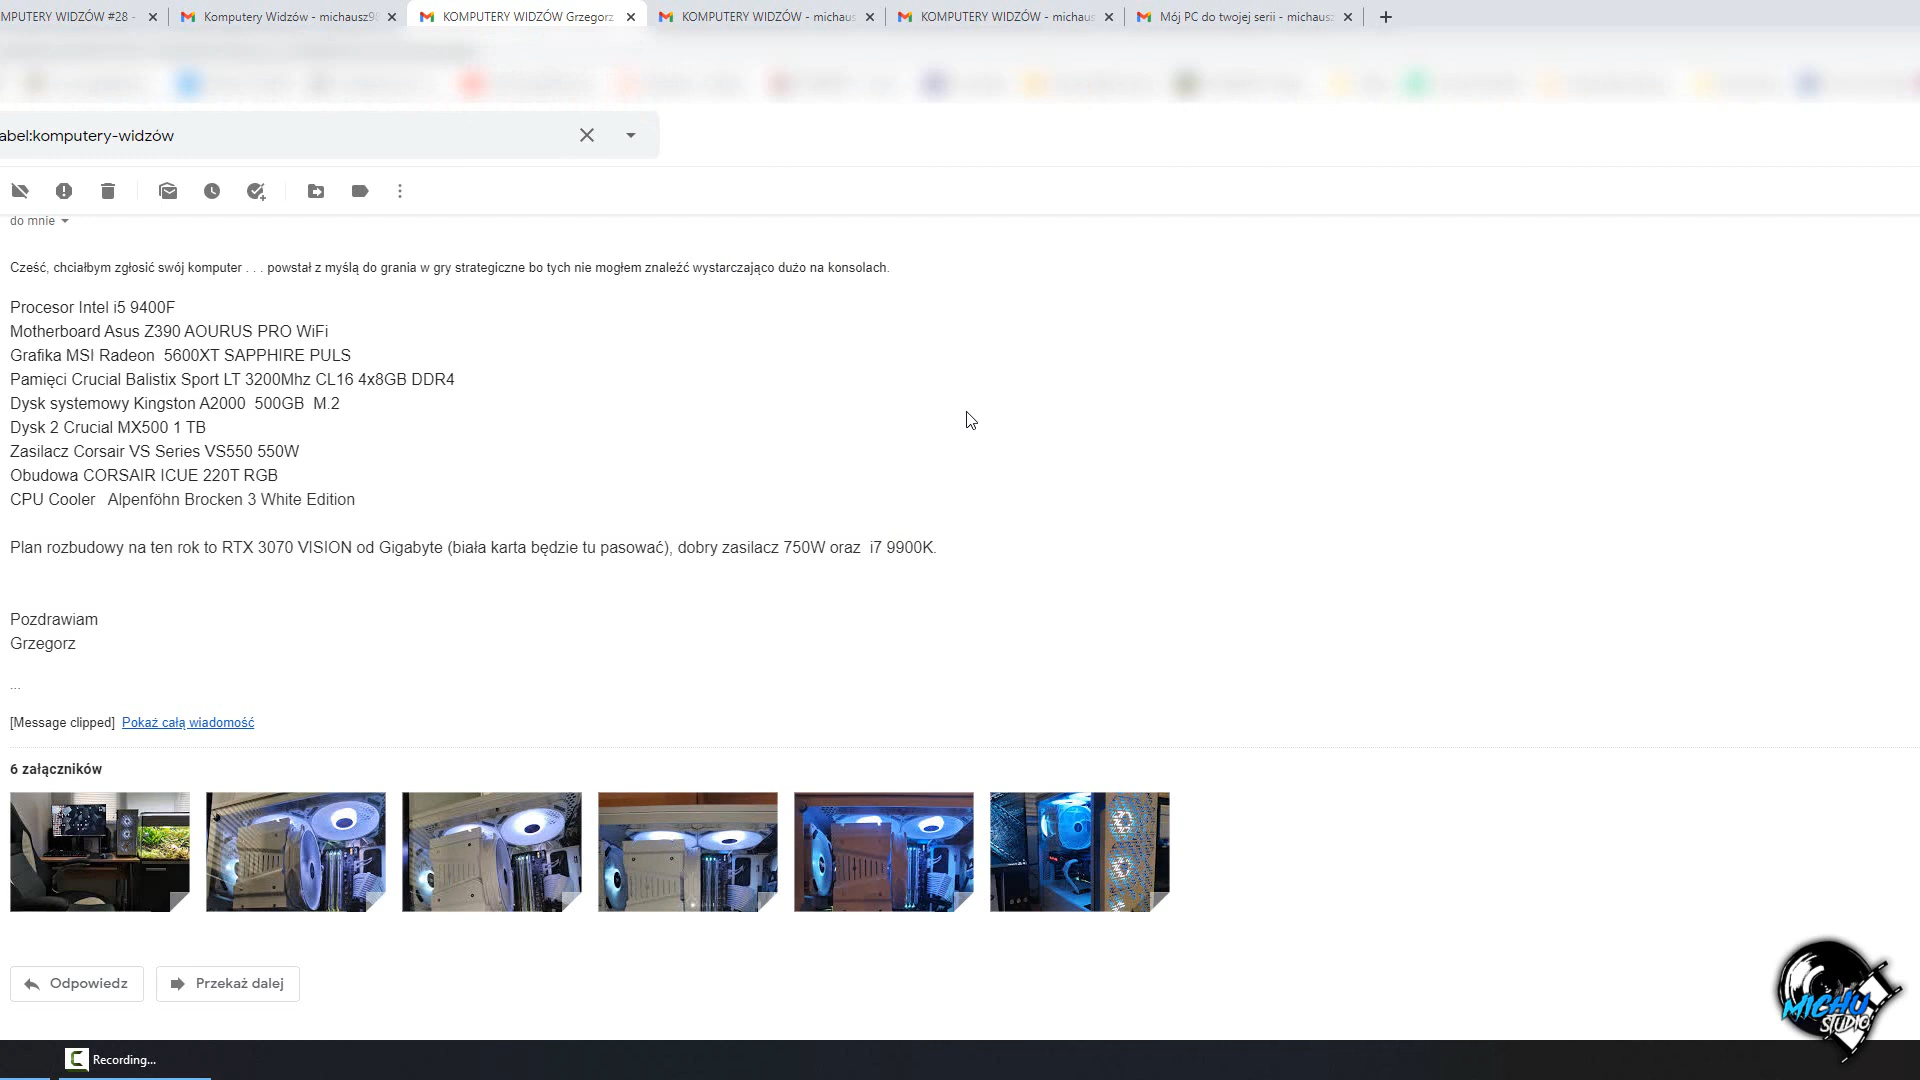 MPUTERY WIDZÓW #28 -
Komputery Widzów - michausz98
KOMPUTERY WIDZÓW Grzegorz
KOMPUTERY WIDZÓW - michaus
KOMPUTERY WIDZÓW - michaus
Mój PC do twojej serii - michausz
abel:komputery-widzów
do mnie
Cześć, chciałbym zgłosić swój komputer . . . powstał z myślą do grania w gry strategiczne bo tych nie mogłem znaleźć wystarczająco dużo na konsolach.
Procesor Intel i5 9400F
Motherboard Asus Z390 AOURUS PRO WiFi
Grafika MSI Radeon 5600XT SAPPHIRE PULS
Pamięci Crucial Balistix Sport LT 3200Mhz CL16 4x8GB DDR4
Dysk systemowy Kingston A2000 500GB M.2
Dysk 2 Crucial MX500 1 TB
Zasilacz Corsair VS Series VS550 550W
Obudowa CORSAIR ICUE 220T RGB
CPU Cooler Alpenföhn Brocken 3 White Edition
Plan rozbudowy na ten rok to RTX 3070 VISION od Gigabyte (biała karta będzie tu pasować), dobry zasilacz 750W oraz i7 9900K.
Pozdrawiam
Grzegorz
...
[Message clipped] Pokaż całą wiadomość
6 załączników
Odpowiedz
Przekaż dalej
MICHU
STUDIO
Recording...